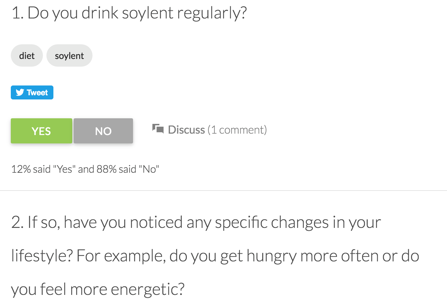 1. Do you drink soylent regularly?
diet soylent
Tweet
YES NO Discuss (1 comment)
12% said "Yes" and 88% said "No"
2. If so, have you noticed any specific changes in your
lifestyle? For example, do you get hungry more often or do
you feel more energetic?